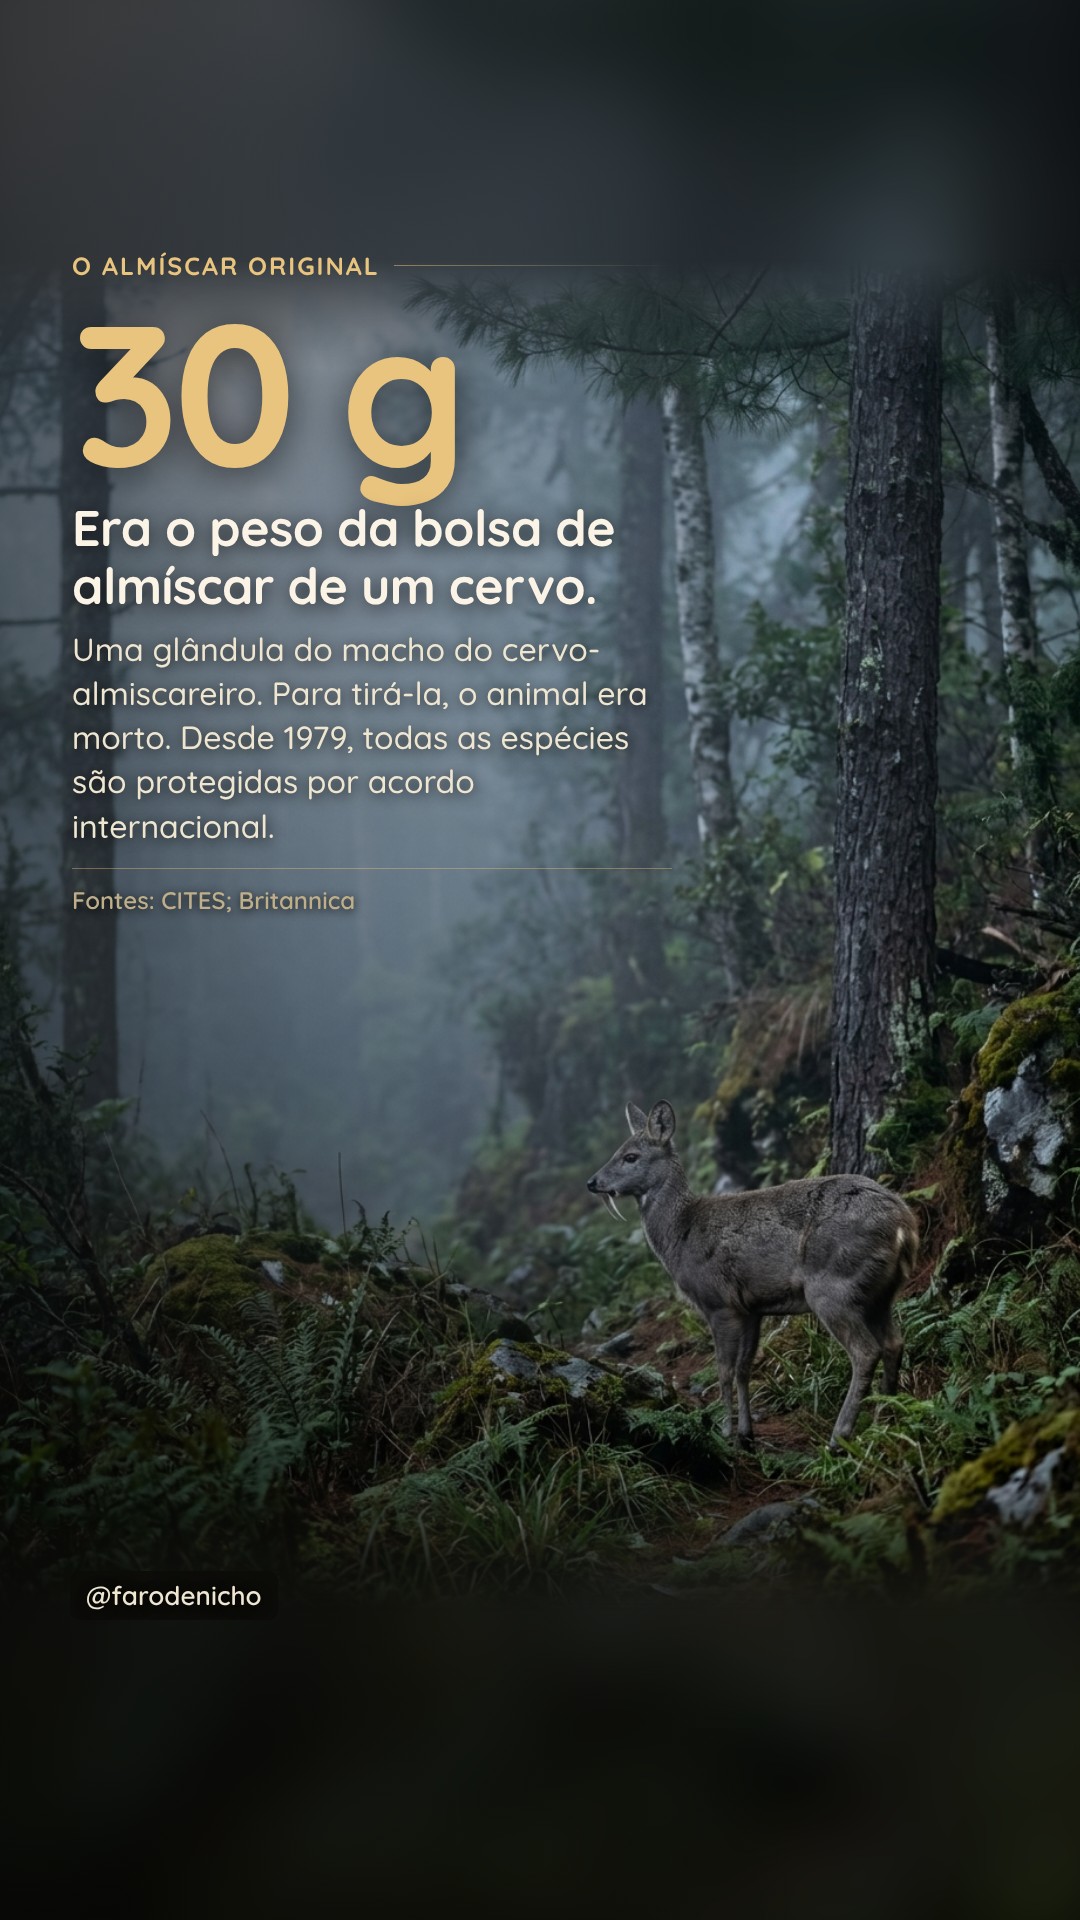 O ALMÍSCAR ORIGINAL
30 g
Era o peso da bolsa de
almíscar de um cervo.
Uma glândula do macho do cervo-
almiscareiro. Para tirá-la, o animal era
morto. Desde 1979, todas as espécies
são protegidas por acordo
internacional.
Fontes: CITES; Britannica
@farodenicho